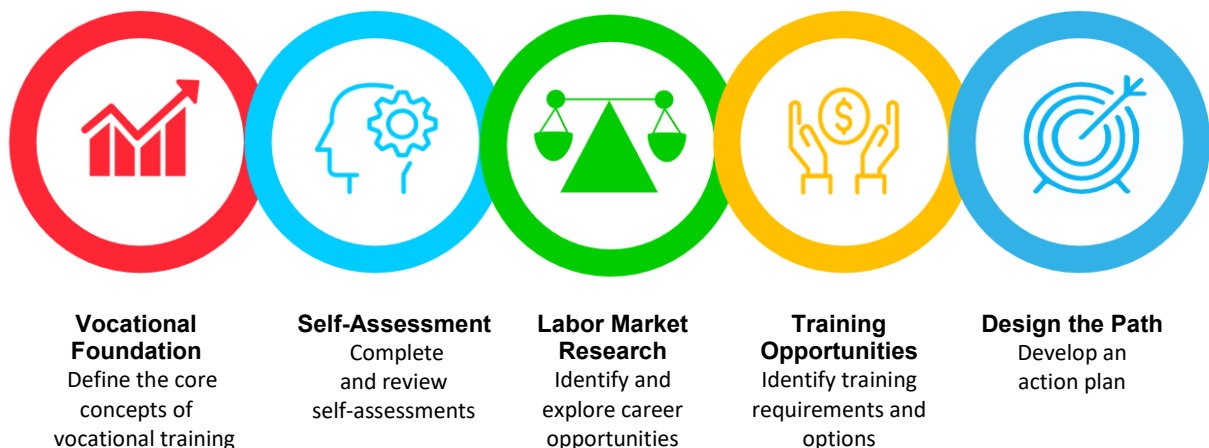 $
Vocational
Foundation
Define the core
concepts of
vocational training
Self-Assessment
Complete
and review
self-assessments
Labor Market
Research
Identify and
explore career
opportunities
Training
Opportunities
Identify training
requirements and
options
Design the Path
Develop an
action plan